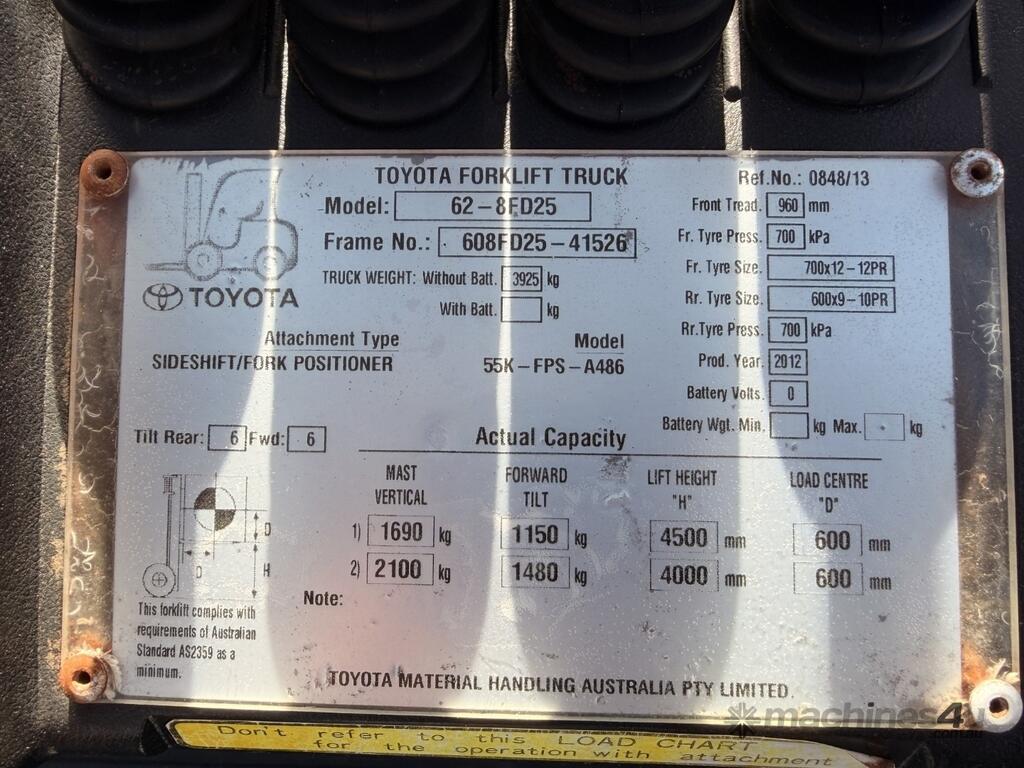 TOYOTA FORKLIFT TRUCK
Model: 62-8FD25
Frame No.: 608FD25-41526
TRUCK WEIGHT: Without Batt. 3925 kg
With Batt. kg
TOYOTA
Attachment Type Model
SIDESHIFT/FORK POSITIONER 55K-FPS-A486
Ref.No.: 0848/13
Front Tread. 960 mm
Fr. Tyre Press. 700 kPa
Fr. Tyre Size. 700x12-12PR
Rr. Tyre Size. 600x9-10PR
Rr.Tyre Press. 700 kPa
Prod. Year. 2012
Battery Volts. 0
Battery Wgt. Min. kg Max. - kg
Tilt Rear: 6 Fwd: 6
Actual Capacity
MAST VERTICAL FORWARD TILT LIFT HEIGHT "H" LOAD CENTRE "D"
1) 1690 kg 1150 kg 4500 mm 600 mm
2) 2100 kg 1480 kg 4000 mm 600 mm
D
D H
Note:
This forklift complies with
requirements of Australian
Standard AS2359 as a
minimum.
TOYOTA MATERIAL HANDLING AUSTRALIA PTY LIMITED.
machines4u
Don't refer to this LOAD CHART
for the operation with attachment